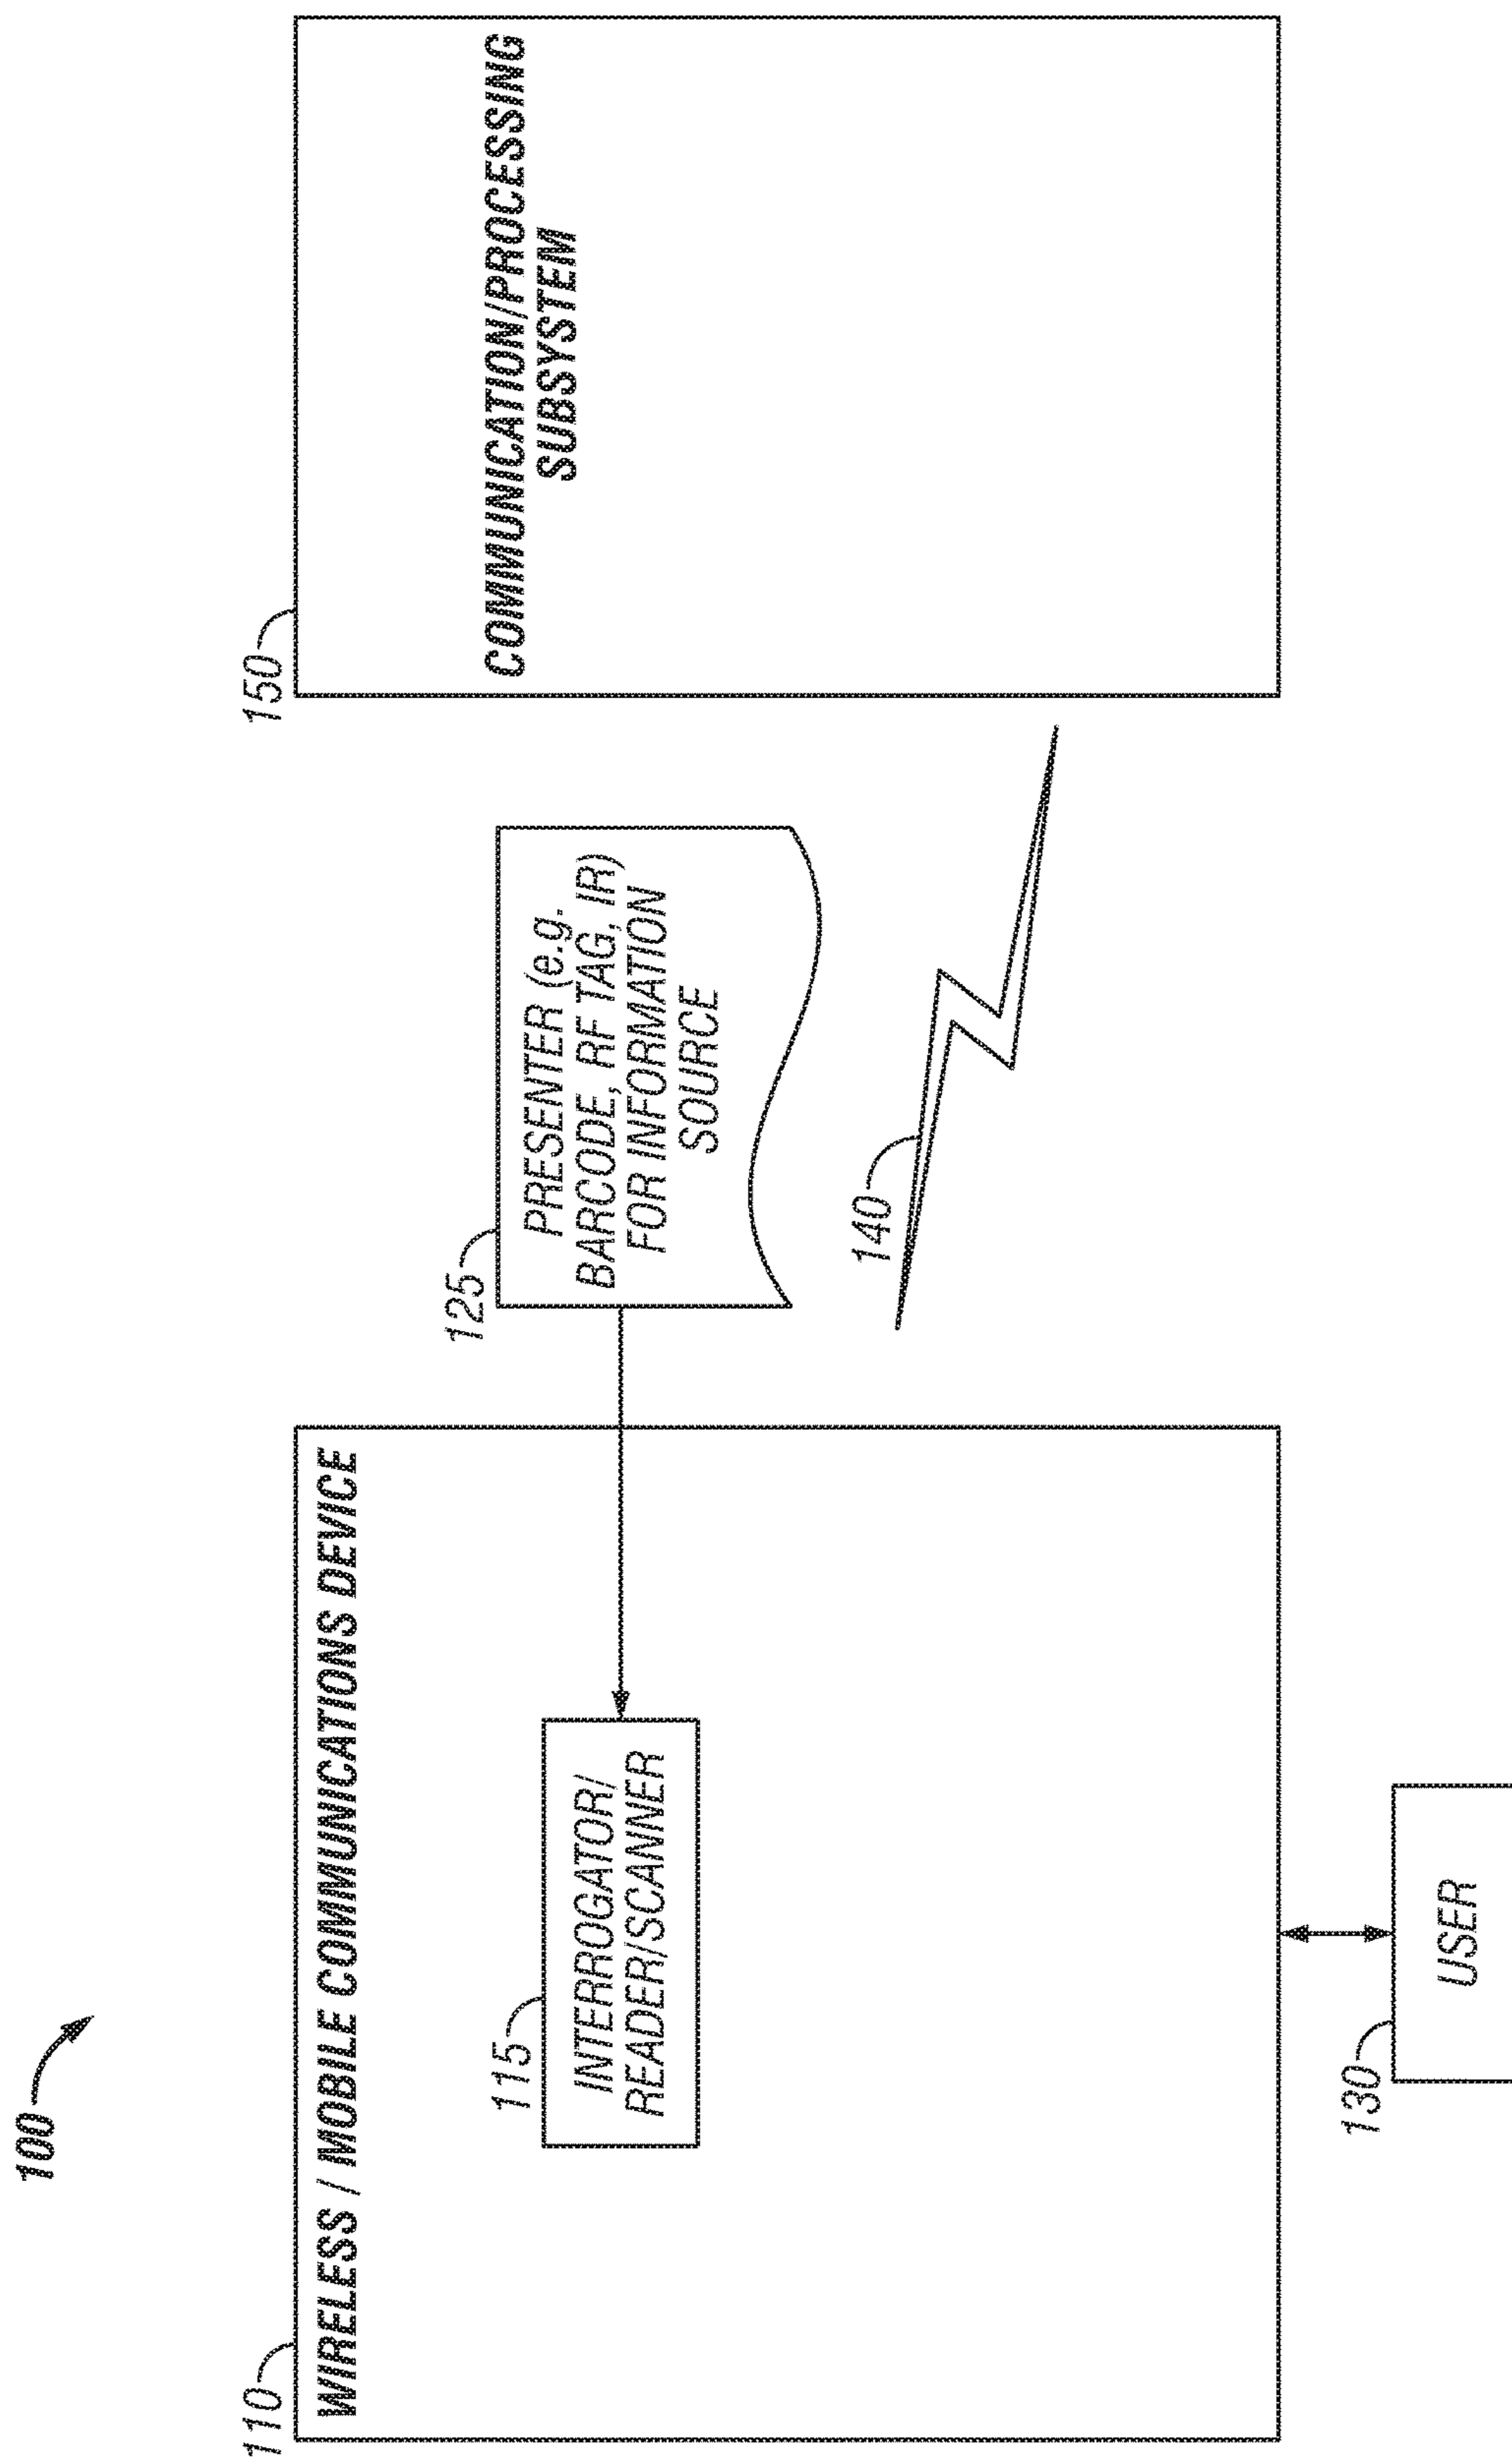 100
110
WIRELESS / MOBILE COMMUNICATIONS DEVICE
115
INTERROGATOR/
READER/SCANNER
125
PRESENTER (e.g.
BARCODE, RF TAG, IR)
FOR INFORMATION
SOURCE
140
150
COMMUNICATION/PROCESSING
SUBSYSTEM
130
USER